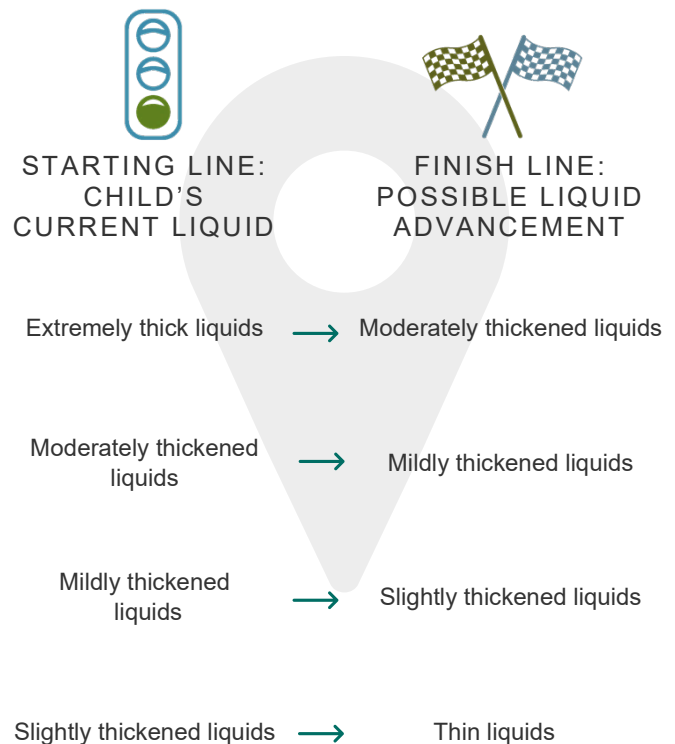 STARTING LINE:
CHILD'S
CURRENT LIQUID
FINISH LINE:
POSSIBLE LIQUID
ADVANCEMENT
Extremely thick liquids
Moderately thickened liquids
Moderately thickened
liquids
Mildly thickened liquids
Mildly thickened
liquids
Slightly thickened liquids
Slightly thickened liquids
Thin liquids